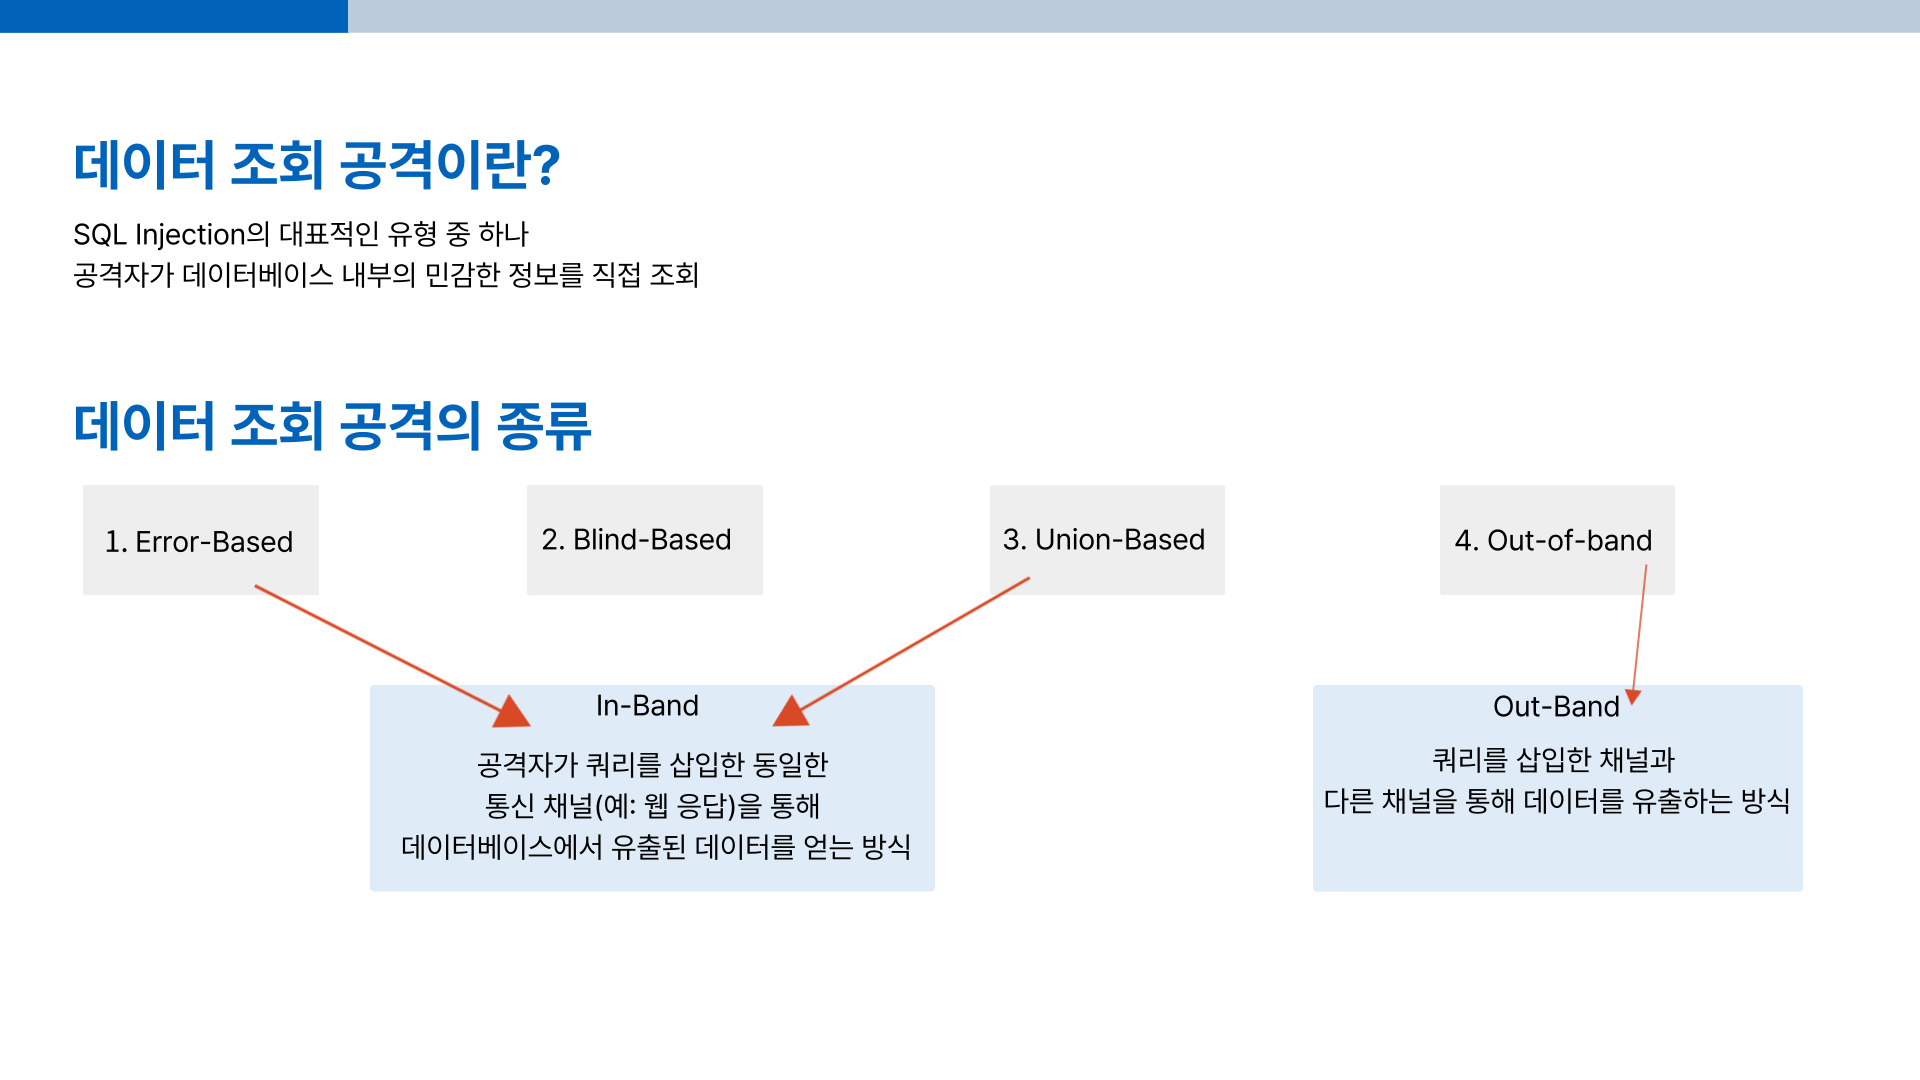 데이터 조회 공격이란?
SQL Injection의 대표적인 유형 중 하나
공격자가 데이터베이스 내부의 민감한 정보를 직접 조회
데이터 조회 공격의 종류
1. Error-Based
2. Blind-Based
3. Union-Based
4. Out-of-band
In-Band
공격자가 쿼리를 삽입한 동일한
통신 채널(예: 웹 응답)을 통해
데이터베이스에서 유출된 데이터를 얻는 방식
Out-Band
쿼리를 삽입한 채널과
다른 채널을 통해 데이터를 유출하는 방식